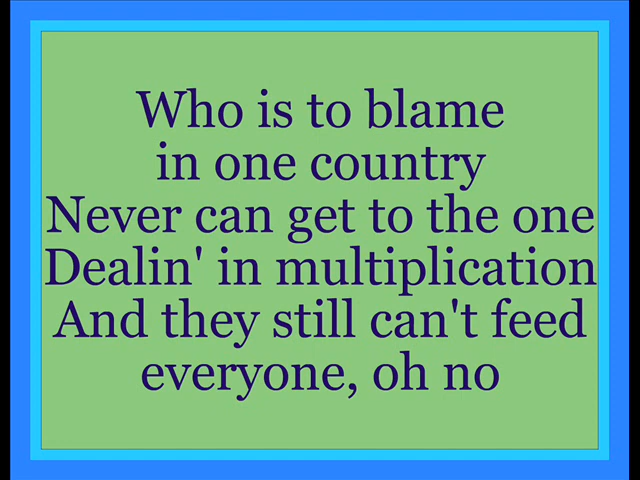 Who is to blame
in one country
Never can get to the one
Dealin' in multiplication
And they still can't feed
everyone, oh no